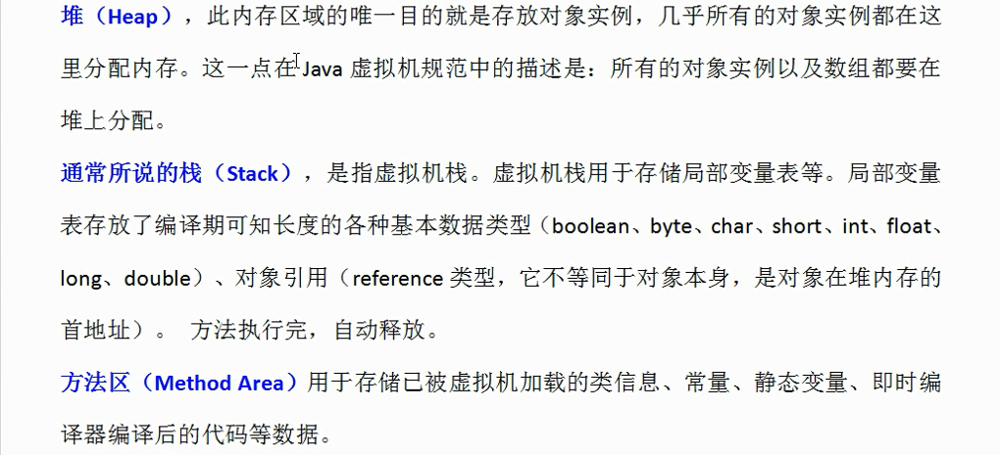 堆（Heap），此内存区域的唯一目的就是存放对象实例，几乎所有的对象实例都在这
里分配内存。这一点在Java 虚拟机规范中的描述是：所有的对象实例以及数组都要在
堆上分配。
通常所说的栈（Stack），是指虚拟机栈。虚拟机栈用于存储局部变量表等。局部变量
表存放了编译期可知长度的各种基本数据类型（boolean、byte、char、short、int、float、
long、double）、对象引用（reference 类型，它不等同于对象本身，是对象在堆内存的
首地址）。 方法执行完，自动释放。
方法区（Method Area）用于存储已被虚拟机加载的类信息、常量、静态变量、即时编
译器编译后的代码等数据。